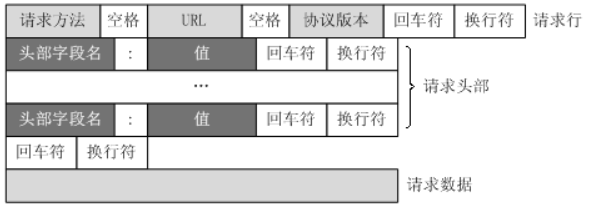 请求方法 空格 URL 空格 协议版本 回车符 换行符 请求行
头部字段名 : 值 回车符 换行符
… 请求头部
头部字段名 : 值 回车符 换行符
回车符 换行符
请求数据